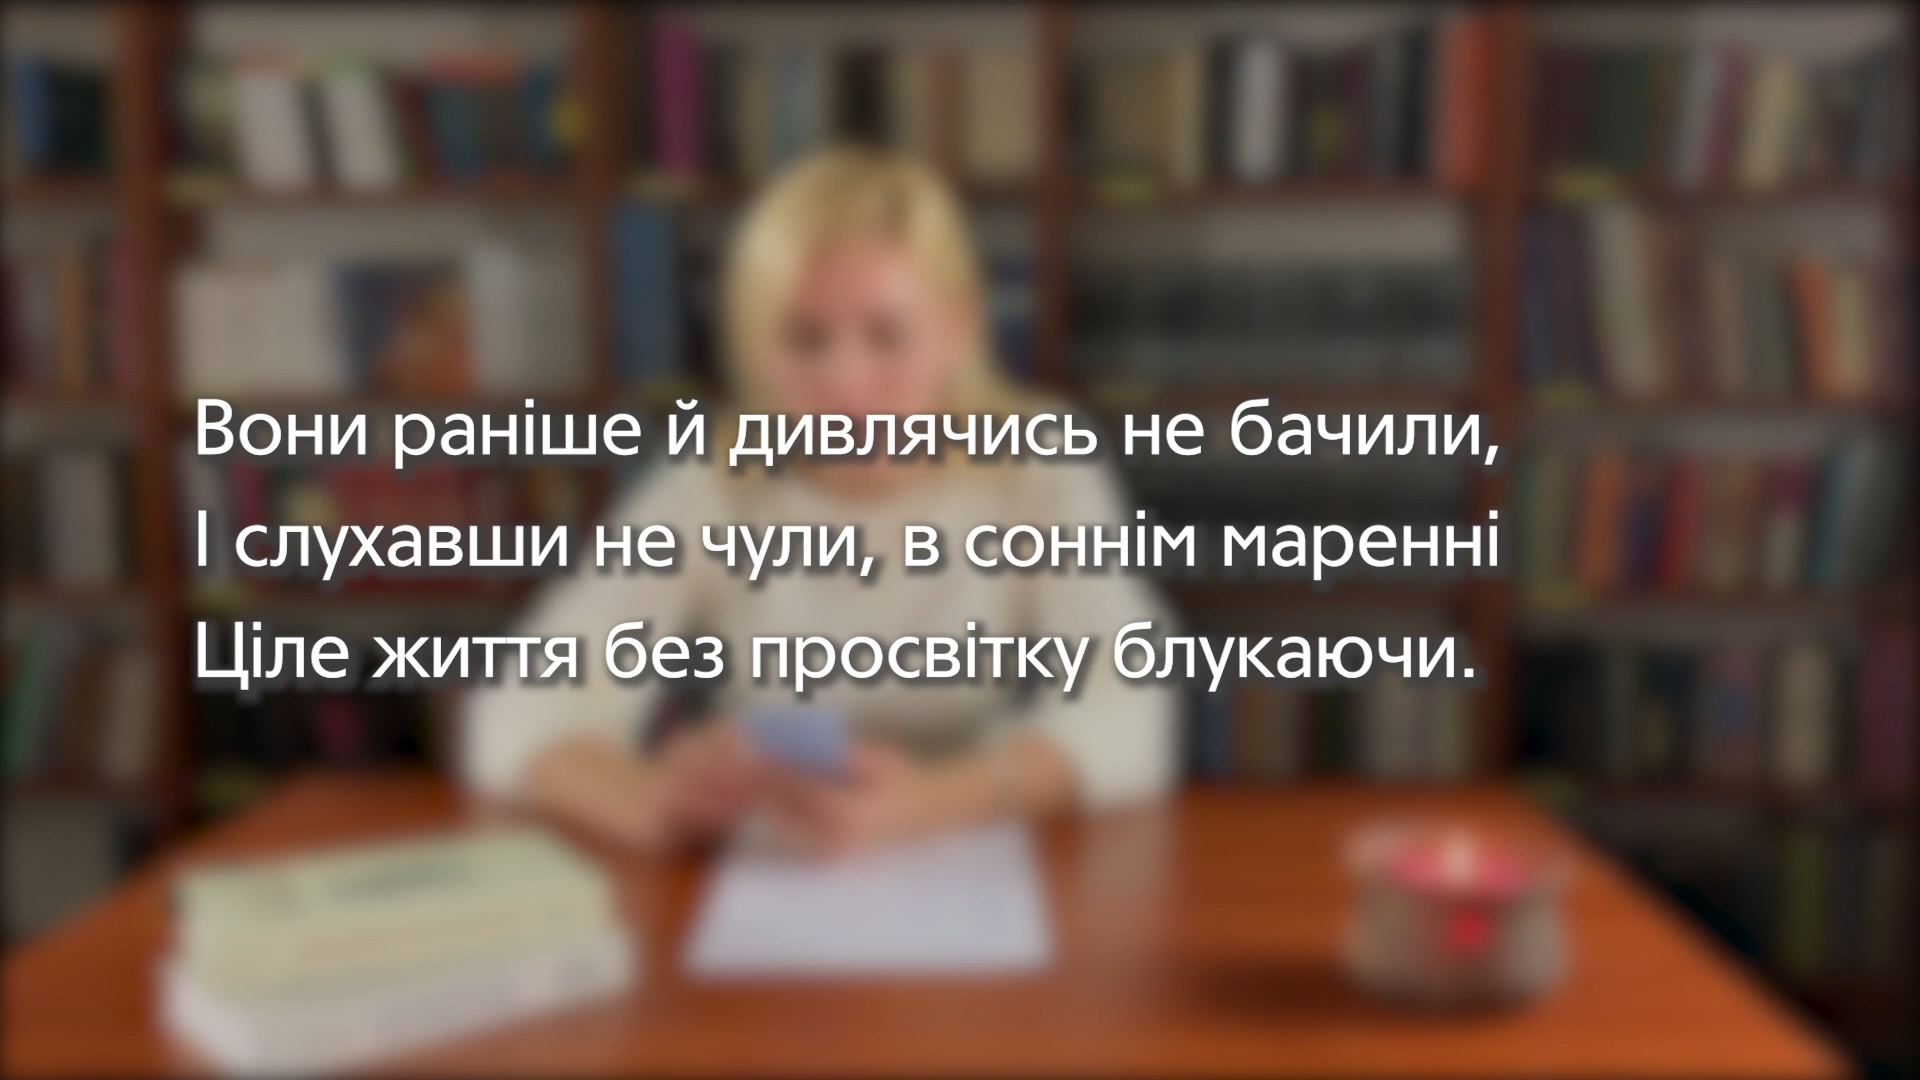 Вони раніше й дивлячись не бачили,
І слухавши не чули, в соннім маренні
Ціле життя без просвітку блукаючи.